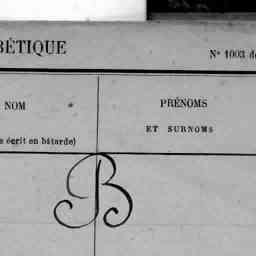 BÉTIQUE
N° 1003 de
NOM
PRÉNOMS
ET SURNOMS
s écrit en bâtarde)
B